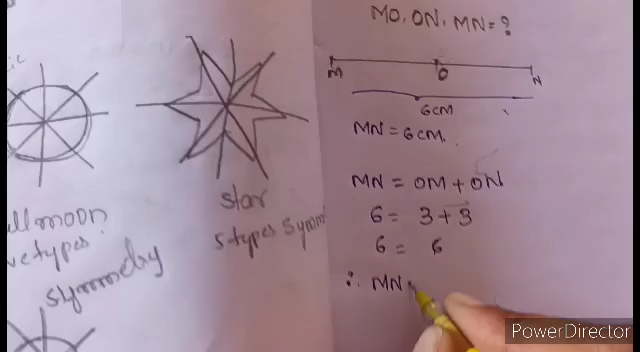 MO, ON, MN = ?
M O N
6CM
MN = 6CM.
MN = OM + ON
6 = 3 + 3
6 = 6
∴ MN
moon
types.
symmetry
star
5 types Symm
PowerDirector